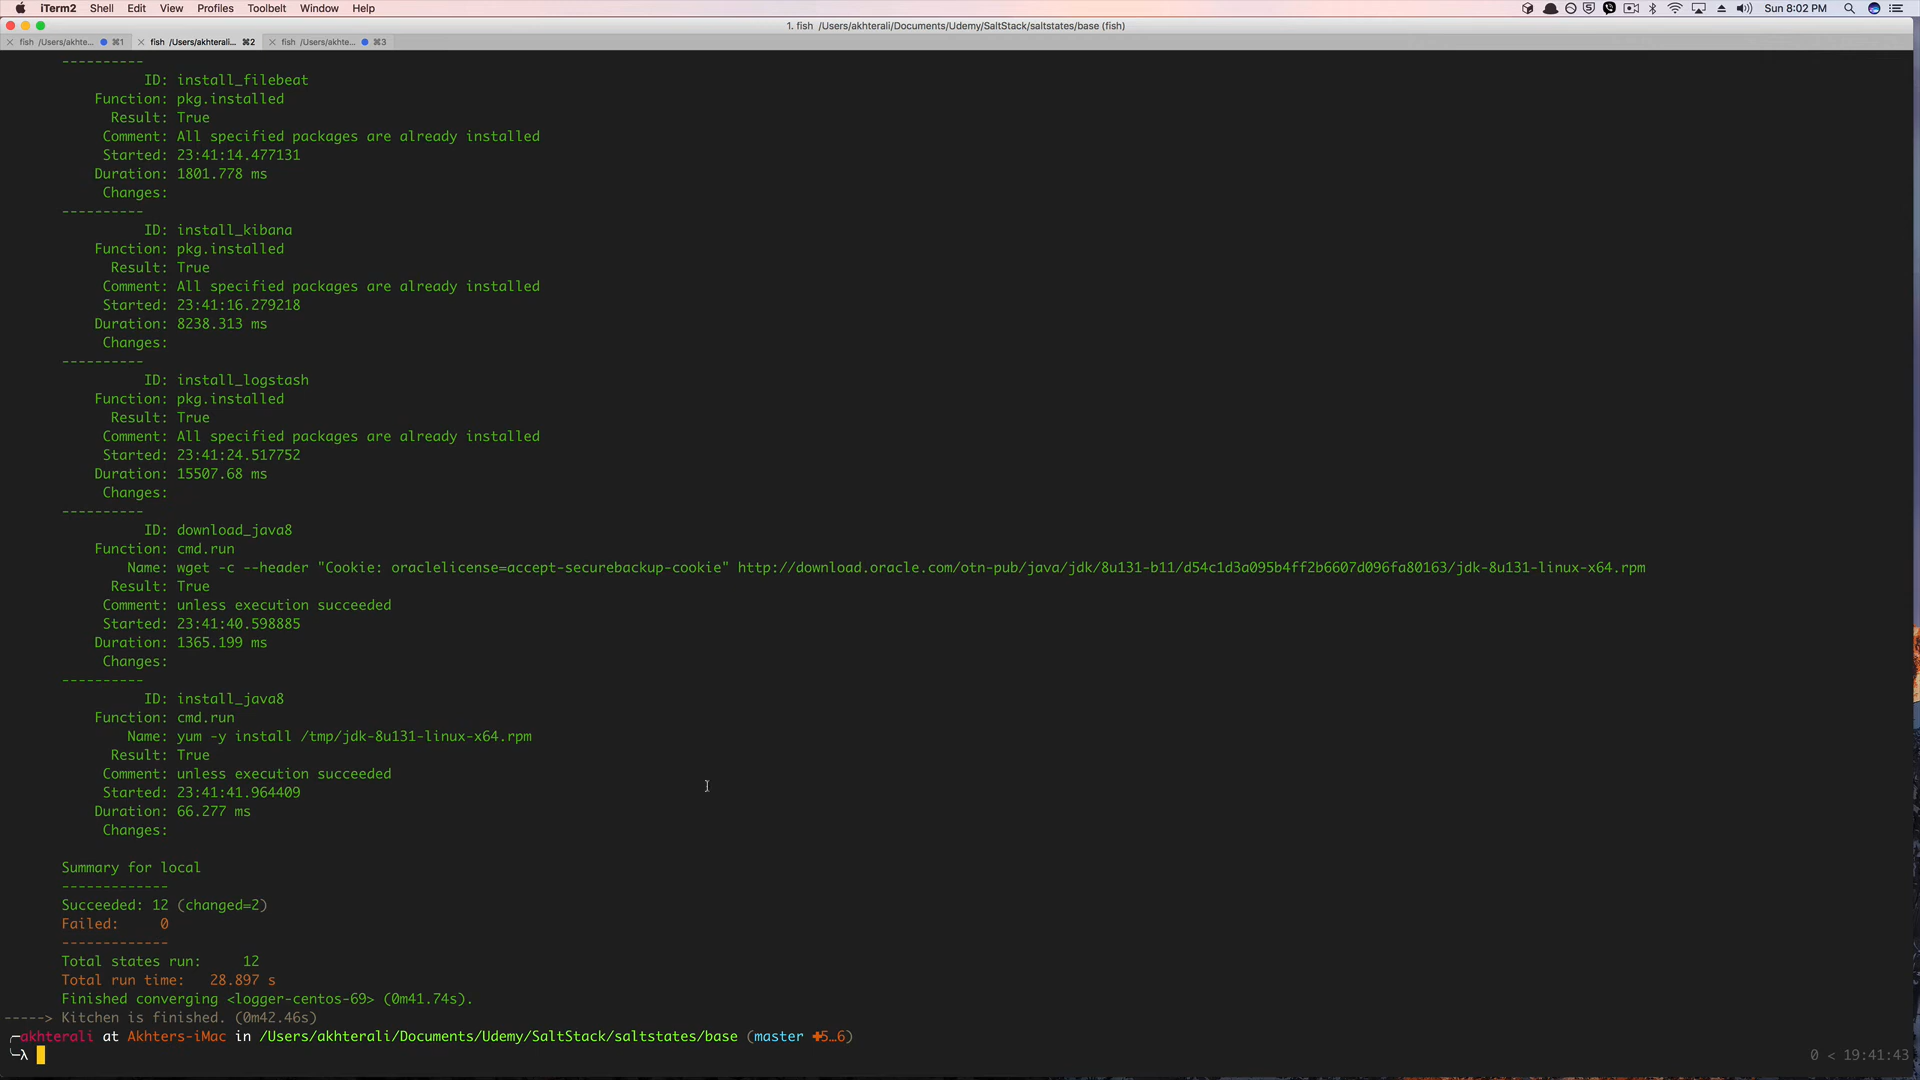 iTerm2 Shell Edit View Profiles Toolbelt Window Help Sun 8:02 PM
1. fish /Users/akhterali/Documents/Udemy/SaltStack/saltstates/base (fish)
fish /Users/akhte... ⌘1 fish /Users/akhterali... ⌘2 fish /Users/akhte... ⌘3
----------
ID: install_filebeat
Function: pkg.installed
Result: True
Comment: All specified packages are already installed
Started: 23:41:14.477131
Duration: 1801.778 ms
Changes:
----------
ID: install_kibana
Function: pkg.installed
Result: True
Comment: All specified packages are already installed
Started: 23:41:16.279218
Duration: 8238.313 ms
Changes:
----------
ID: install_logstash
Function: pkg.installed
Result: True
Comment: All specified packages are already installed
Started: 23:41:24.517752
Duration: 15507.68 ms
Changes:
----------
ID: download_java8
Function: cmd.run
Name: wget -c --header "Cookie: oraclelicense=accept-securebackup-cookie" http://download.oracle.com/otn-pub/java/jdk/8u131-b11/d54c1d3a095b4ff2b6607d096fa80163/jdk-8u131-linux-x64.rpm
Result: True
Comment: unless execution succeeded
Started: 23:41:40.598885
Duration: 1365.199 ms
Changes:
----------
ID: install_java8
Function: cmd.run
Name: yum -y install /tmp/jdk-8u131-linux-x64.rpm
Result: True
Comment: unless execution succeeded
Started: 23:41:41.964409
Duration: 66.277 ms
Changes:
Summary for local
-------------
Succeeded: 12 (changed=2)
Failed: 0
-------------
Total states run: 12
Total run time: 28.897 s
Finished converging <logger-centos-69> (0m41.74s).
-----> Kitchen is finished. (0m42.46s)
╭─akhterali at Akhters-iMac in /Users/akhterali/Documents/Udemy/SaltStack/saltstates/base (master ✚5…6)
╰─λ 0 < 19:41:43